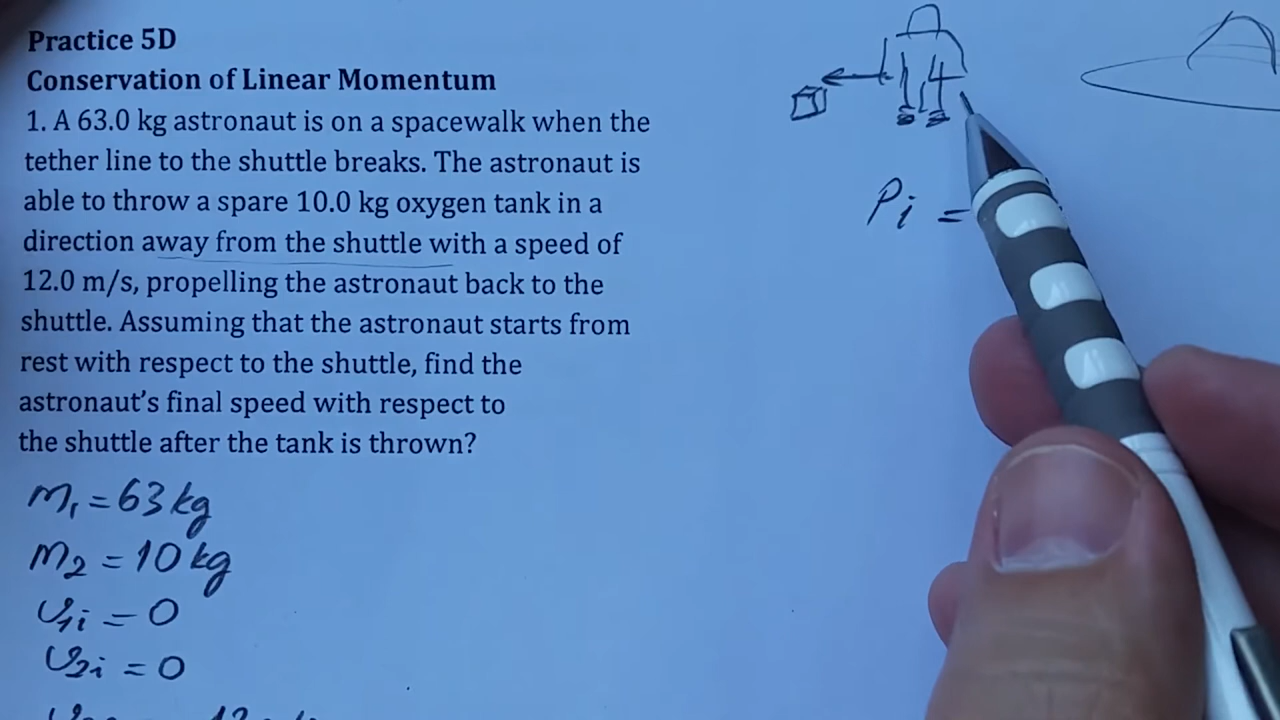 Practice 5D
Conservation of Linear Momentum
1. A 63.0 kg astronaut is on a spacewalk when the
tether line to the shuttle breaks. The astronaut is
able to throw a spare 10.0 kg oxygen tank in a
direction away from the shuttle with a speed of
12.0 m/s, propelling the astronaut back to the
shuttle. Assuming that the astronaut starts from
rest with respect to the shuttle, find the
astronaut's final speed with respect to
the shuttle after the tank is thrown?
m₁ = 63 kg
m₂ = 10 kg
v₁i = 0
v₂i = 0
Pi =